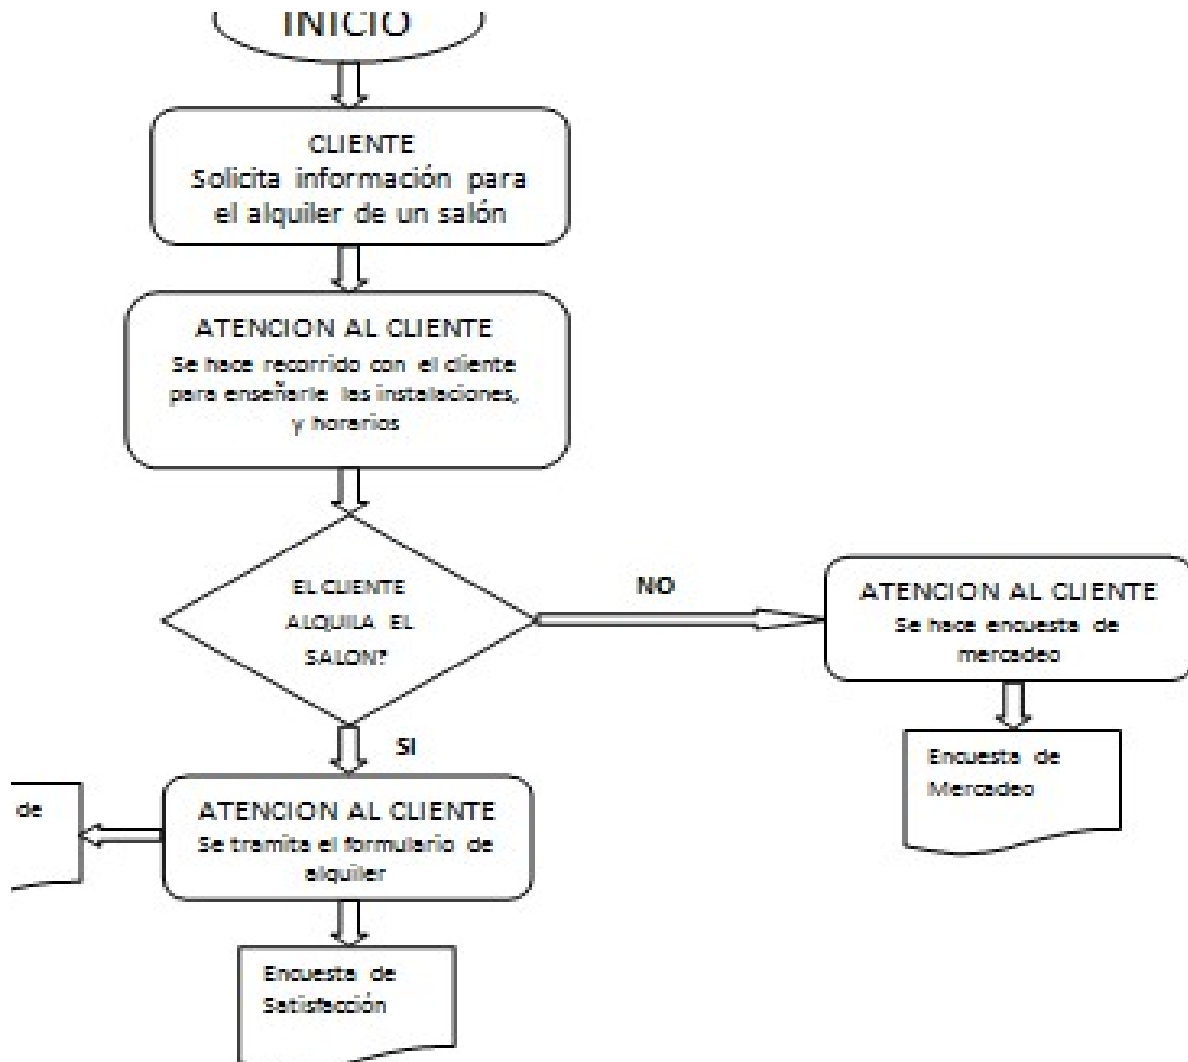 INICIO
CLIENTE
Solicita información para
el alquiler de un salón
ATENCION AL CLIENTE
Se hace recorrido con el cliente
para enseñarle las instalaciones,
y horarios
EL CLIENTE
ALQUILA EL
SALON?
NO
ATENCION AL CLIENTE
Se hace encuesta de
mercadeo
Encuesta de
Mercadeo
SI
de
ATENCION AL CLIENTE
Se tramita el formulario de
alquiler
Encuesta de
Satisfacción